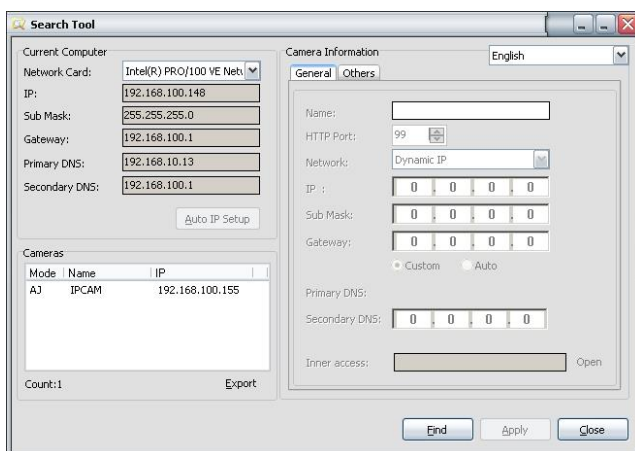 Search Tool
Current Computer
Network Card: Intel(R) PRO/100 VE Netu
IP: 192.168.100.148
Sub Mask: 255.255.255.0
Gateway: 192.168.100.1
Primary DNS: 192.168.10.13
Secondary DNS: 192.168.100.1
Auto IP Setup
Cameras
Mode Name IP
AJ IPCAM 192.168.100.155
Count:1 Export
Camera Information English
General Others
Name:
HTTP Port: 99
Network: Dynamic IP
IP : 0 . 0 . 0 . 0
Sub Mask: 0 . 0 . 0 . 0
Gateway: 0 . 0 . 0 . 0
Custom Auto
Primary DNS:
Secondary DNS: 0 . 0 . 0 . 0
Inner access: Open
Find Apply Close